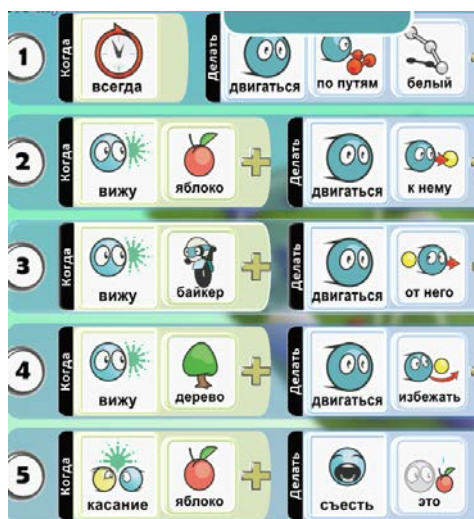 1 Когда всегда Делать двигаться по путям белый
2 Когда вижу яблоко Делать двигаться к нему
3 Когда вижу байкер Делать двигаться от него
4 Когда вижу дерево Делать двигаться избежать
5 Когда касание яблоко Делать съесть это